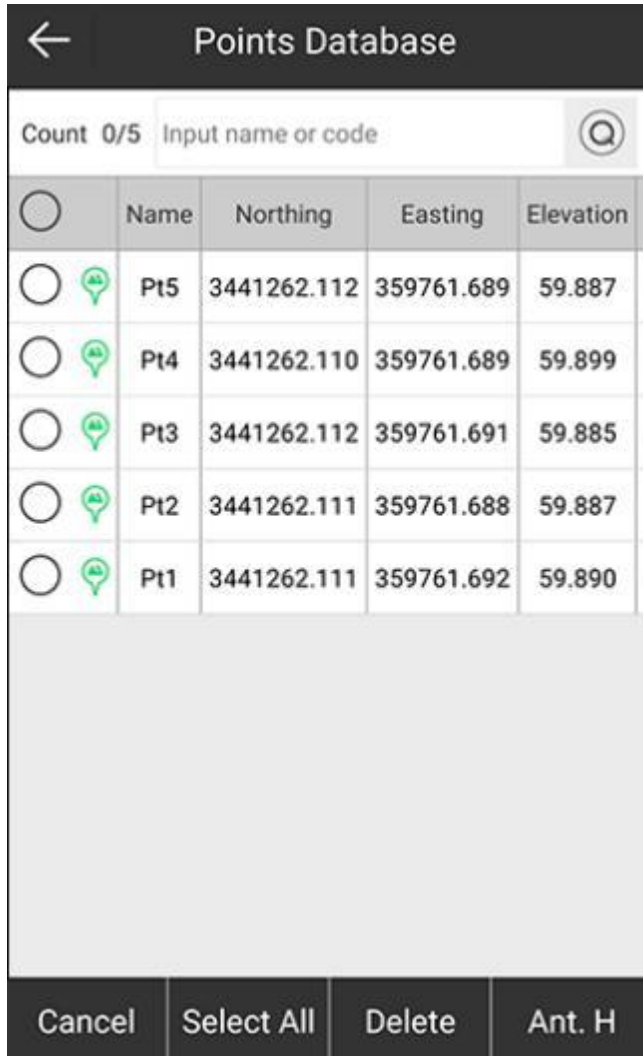 Points Database
Count 0/5 Input name or code
Name Northing Easting Elevation
Pt5 3441262.112 359761.689 59.887
Pt4 3441262.110 359761.689 59.899
Pt3 3441262.112 359761.691 59.885
Pt2 3441262.111 359761.688 59.887
Pt1 3441262.111 359761.692 59.890
Cancel Select All Delete Ant. H